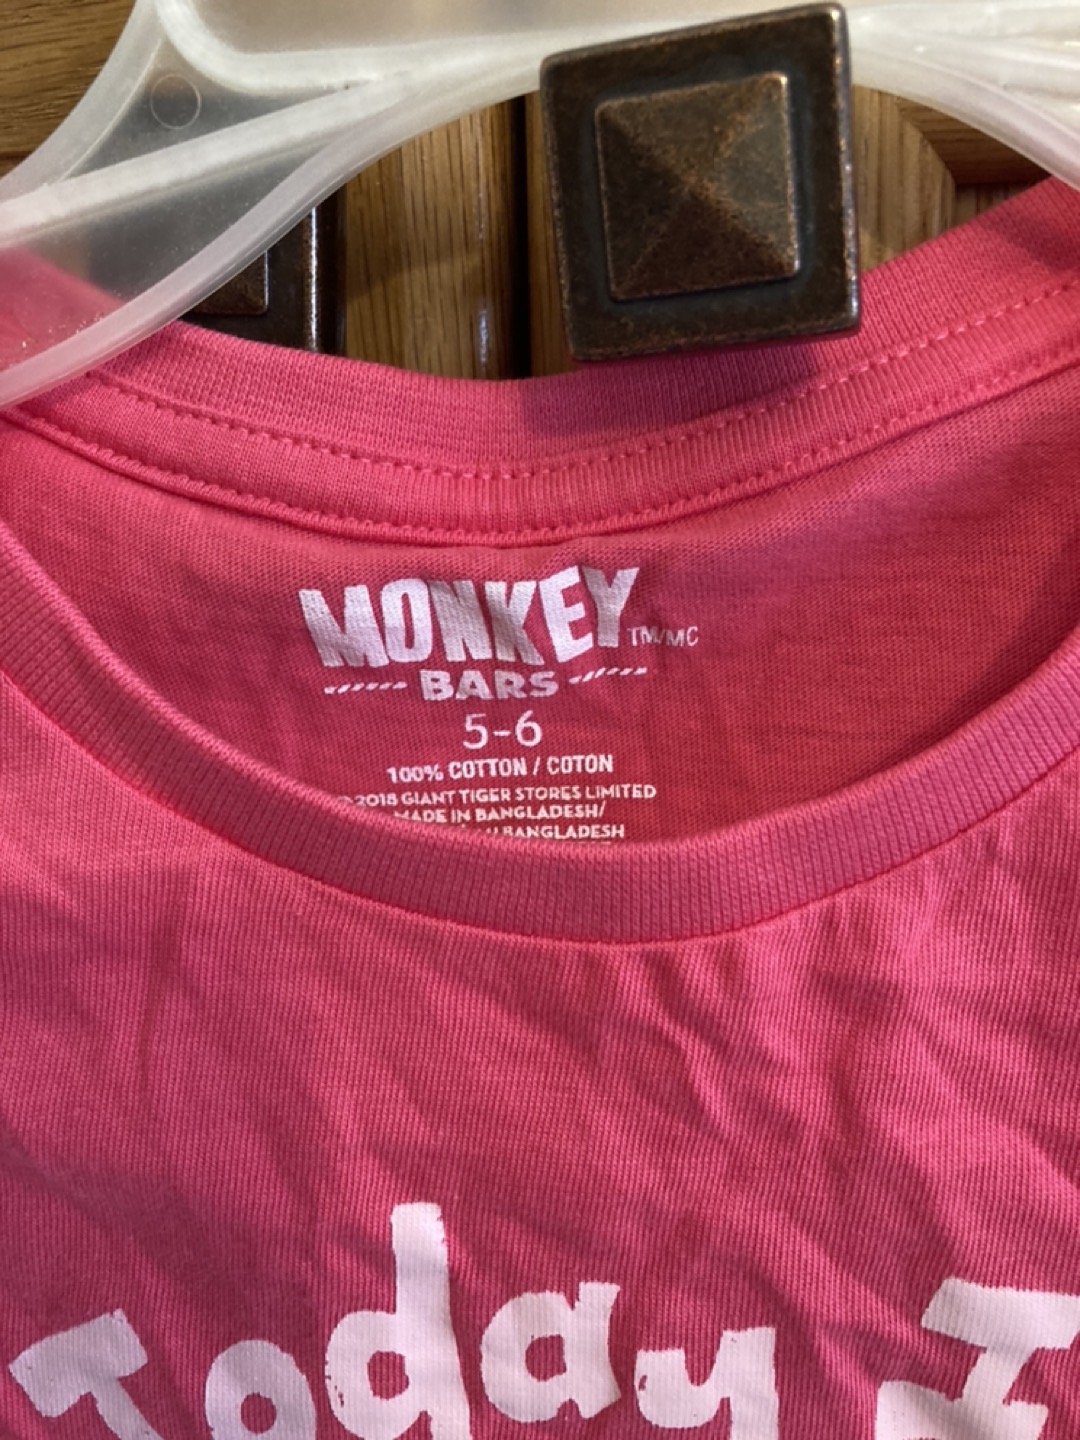 MONKEY TM/MC
BARS
5-6
100% COTTON / COTON
©2018 GIANT TIGER STORES LIMITED
MADE IN BANGLADESH/
BANGLADESH
Today I